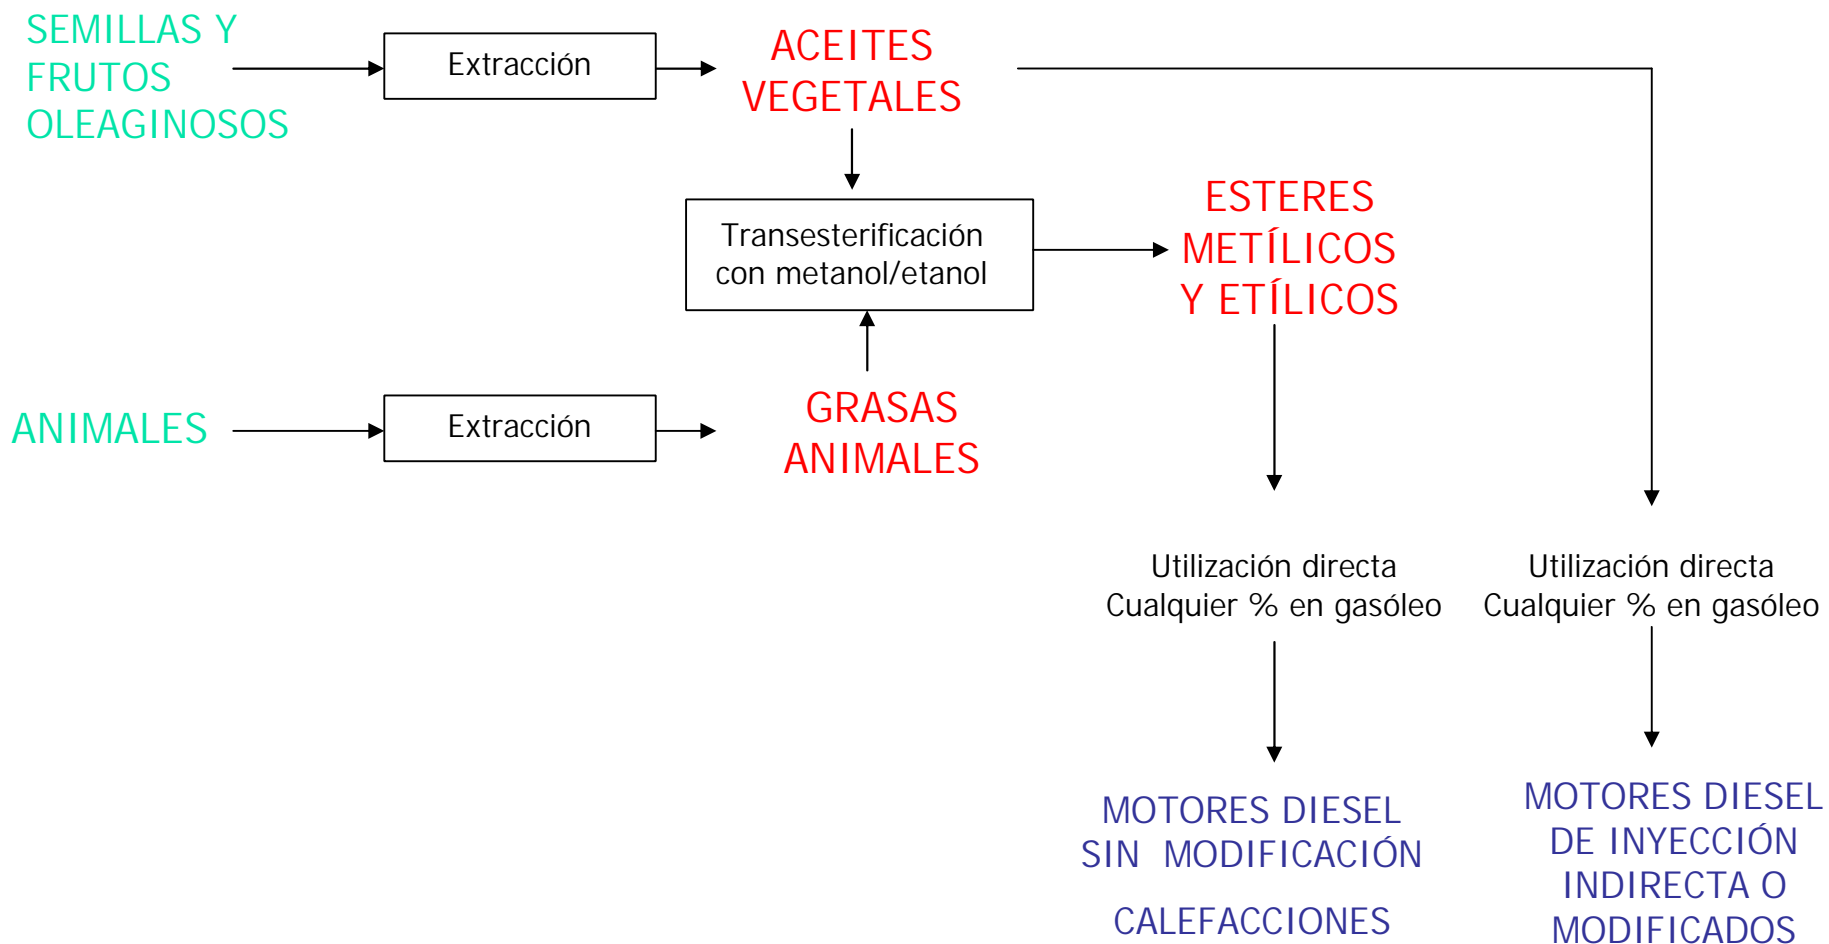 SEMILLAS Y
FRUTOS
OLEAGINOSOS
Extracción
ACEITES
VEGETALES
Transesterificación
con metanol/etanol
ESTERES
METÍLICOS
Y ETÍLICOS
ANIMALES
Extracción
GRASAS
ANIMALES
Utilización directa
Cualquier % en gasóleo
Utilización directa
Cualquier % en gasóleo
MOTORES DIESEL
SIN MODIFICACIÓN
CALEFACCIONES
MOTORES DIESEL
DE INYECCIÓN
INDIRECTA O
MODIFICADOS